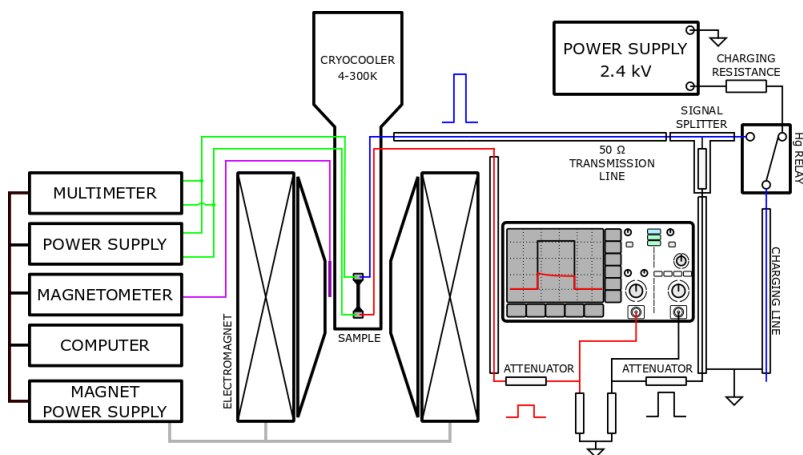 CRYOCOOLER
4-300K
POWER SUPPLY
2.4 kV
CHARGING
RESISTANCE
SIGNAL
SPLITTER
Hg RELAY
50 Ω
TRANSMISSION
LINE
MULTIMETER
POWER SUPPLY
MAGNETOMETER
COMPUTER
MAGNET
POWER SUPPLY
ELECTROMAGNET
SAMPLE
CHARGING LINE
ATTENUATOR
ATTENUATOR